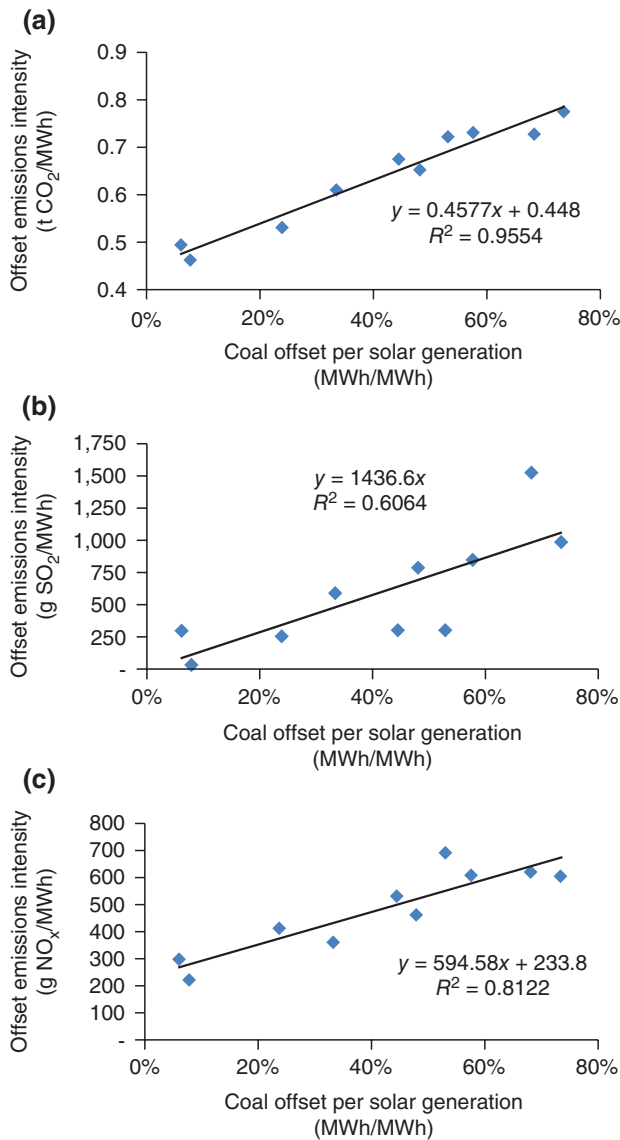 (a)
Offset emissions intensity
(t CO₂/MWh)
0.9
0.8
0.7
0.6
0.5
0.4
y = 0.4577x + 0.448
R² = 0.9554
0% 20% 40% 60% 80%
Coal offset per solar generation
(MWh/MWh)
(b)
Offset emissions intensity
(g SO₂/MWh)
1,750
1,500
1,250
1,000
750
500
250
-
y = 1436.6x
R² = 0.6064
0% 20% 40% 60% 80%
Coal offset per solar generation
(MWh/MWh)
(c)
Offset emissions intensity
(g NOₓ/MWh)
800
700
600
500
400
300
200
100
-
y = 594.58x + 233.8
R² = 0.8122
0% 20% 40% 60% 80%
Coal offset per solar generation
(MWh/MWh)